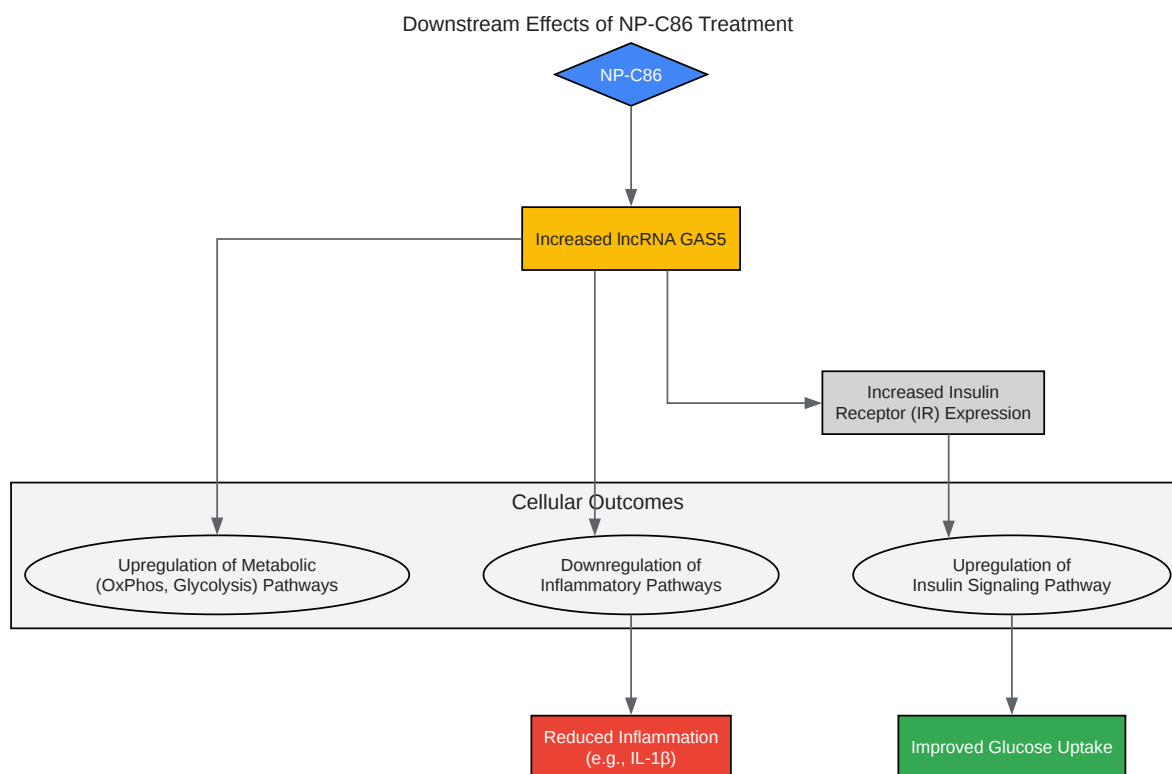 Downstream Effects of NP-C86 Treatment
NP-C86
Increased lncRNA GAS5
Increased Insulin
Receptor (IR) Expression
Cellular Outcomes
Upregulation of Metabolic
(OxPhos, Glycolysis) Pathways
Downregulation of
Inflammatory Pathways
Upregulation of
Insulin Signaling Pathway
Reduced Inflammation
(e.g., IL-1β)
Improved Glucose Uptake